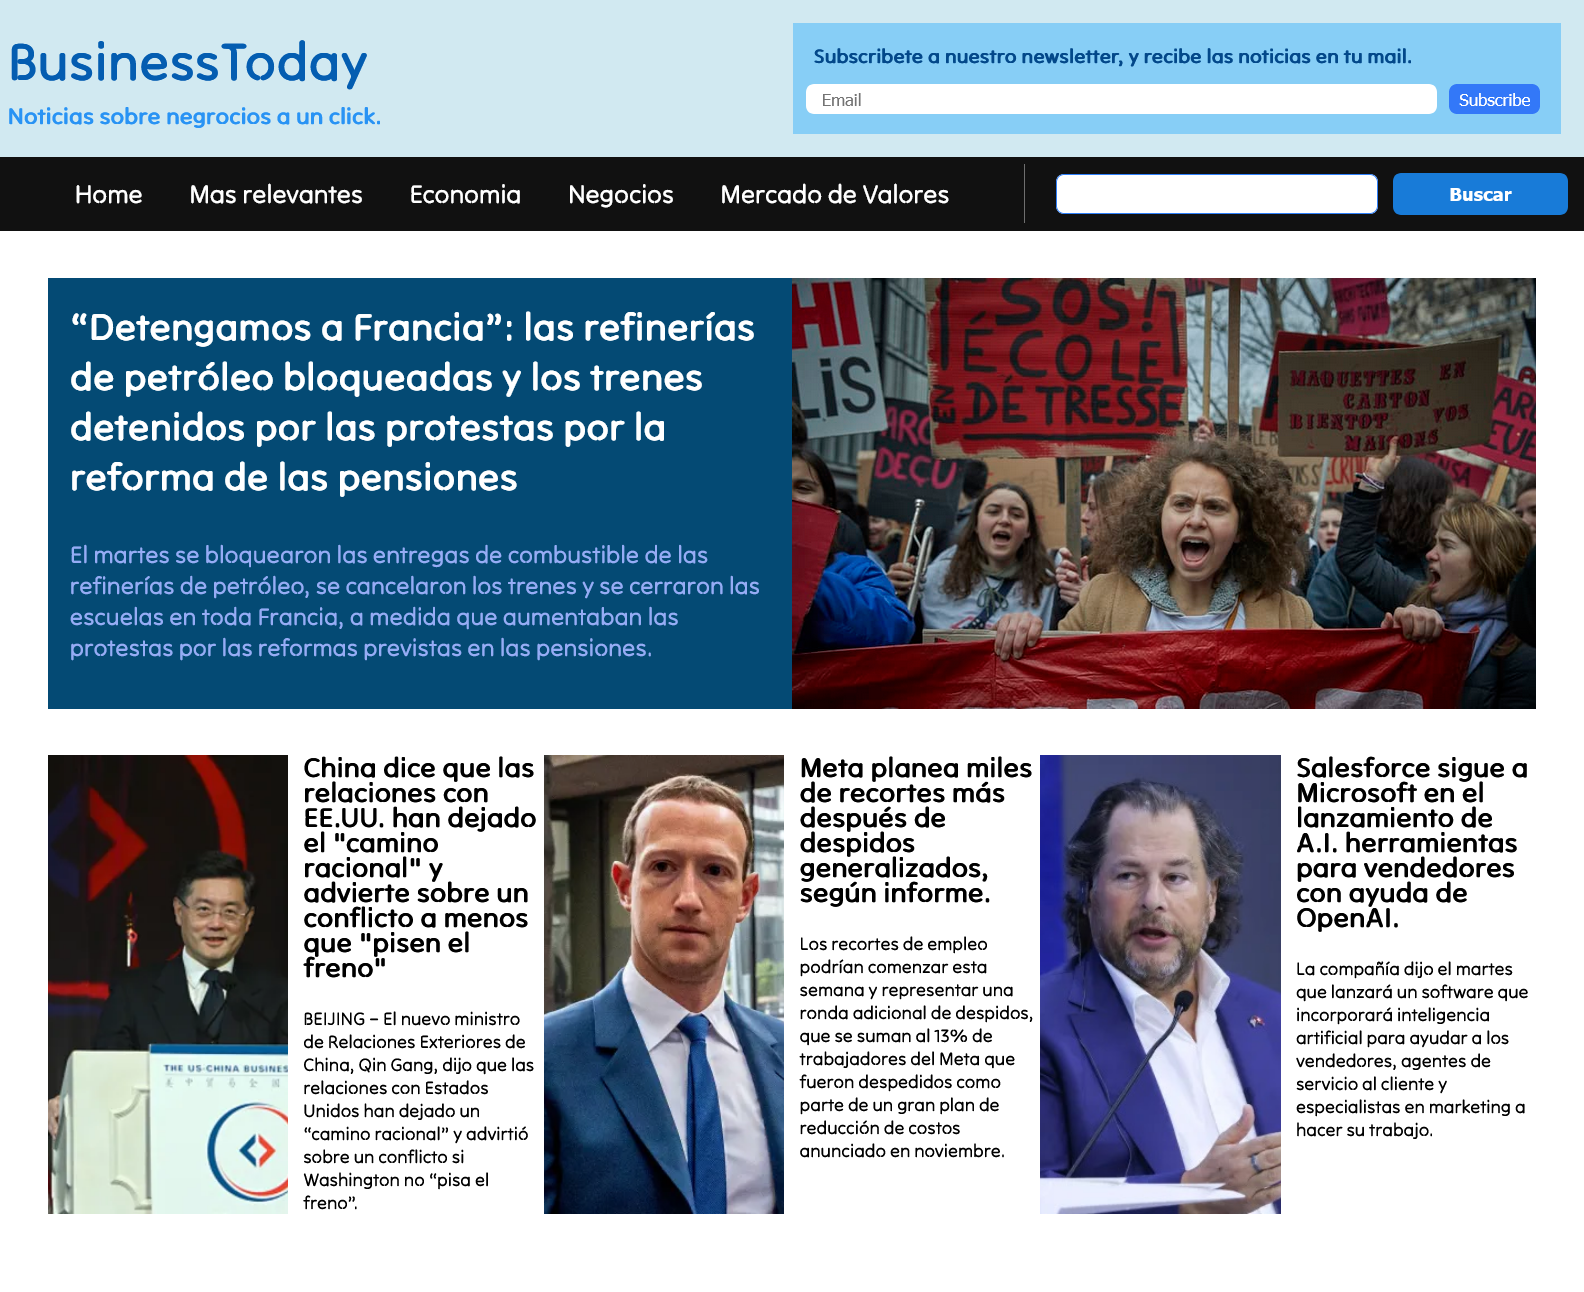 BusinessToday
Noticias sobre negrocios a un click.
Subscribete a nuestro newsletter, y recibe las noticias en tu mail.
Email
Subscribe
Home
Mas relevantes
Economia
Negocios
Mercado de Valores
Buscar
“Detengamos a Francia”: las refinerías
de petróleo bloqueadas y los trenes
detenidos por las protestas por la
reforma de las pensiones
El martes se bloquearon las entregas de combustible de las
refinerías de petróleo, se cancelaron los trenes y se cerraron las
escuelas en toda Francia, a medida que aumentaban las
protestas por las reformas previstas en las pensiones.
HI
LiS
SOS!
ÉCOLE
EN
DÉTRESSE
ARC
DEÇU
MAQUETTES EN
CARTON
BIENTOT VOS
MAISONS
China dice que las
relaciones con
EE.UU. han dejado
el "camino
racional" y
advierte sobre un
conflicto a menos
que "pisen el
freno"
BEIJING – El nuevo ministro
de Relaciones Exteriores de
China, Qin Gang, dijo que las
relaciones con Estados
Unidos han dejado un
“camino racional” y advirtió
sobre un conflicto si
Washington no “pisa el
freno”.
THE US-CHINA BUSINES
美中貿易全國
Meta planea miles
de recortes más
después de
despidos
generalizados,
según informe.
Los recortes de empleo
podrían comenzar esta
semana y representar una
ronda adicional de despidos,
que se suman al 13% de
trabajadores del Meta que
fueron despedidos como
parte de un gran plan de
reducción de costos
anunciado en noviembre.
Salesforce sigue a
Microsoft en el
lanzamiento de
A.I. herramientas
para vendedores
con ayuda de
OpenAI.
La compañía dijo el martes
que lanzará un software que
incorporará inteligencia
artificial para ayudar a los
vendedores, agentes de
servicio al cliente y
especialistas en marketing a
hacer su trabajo.